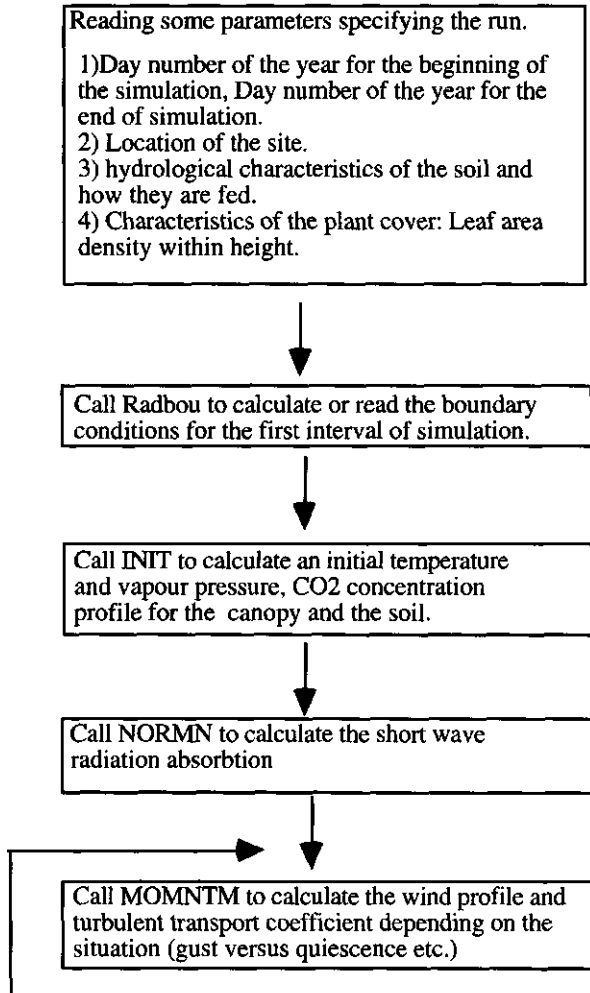 Reading some parameters specifying the run.
1)Day number of the year for the beginning of
the simulation, Day number of the year for the
end of simulation.
2) Location of the site.
3) hydrological characteristics of the soil and
how they are fed.
4) Characteristics of the plant cover: Leaf area
density within height.
Call Radbou to calculate or read the boundary
conditions for the first interval of simulation.
Call INIT to calculate an initial temperature
and vapour pressure, CO2 concentration
profile for the canopy and the soil.
Call NORMN to calculate the short wave
radiation absorbtion
Call MOMNTM to calculate the wind profile and
turbulent transport coefficient depending on the
situation (gust versus quiescence etc.)